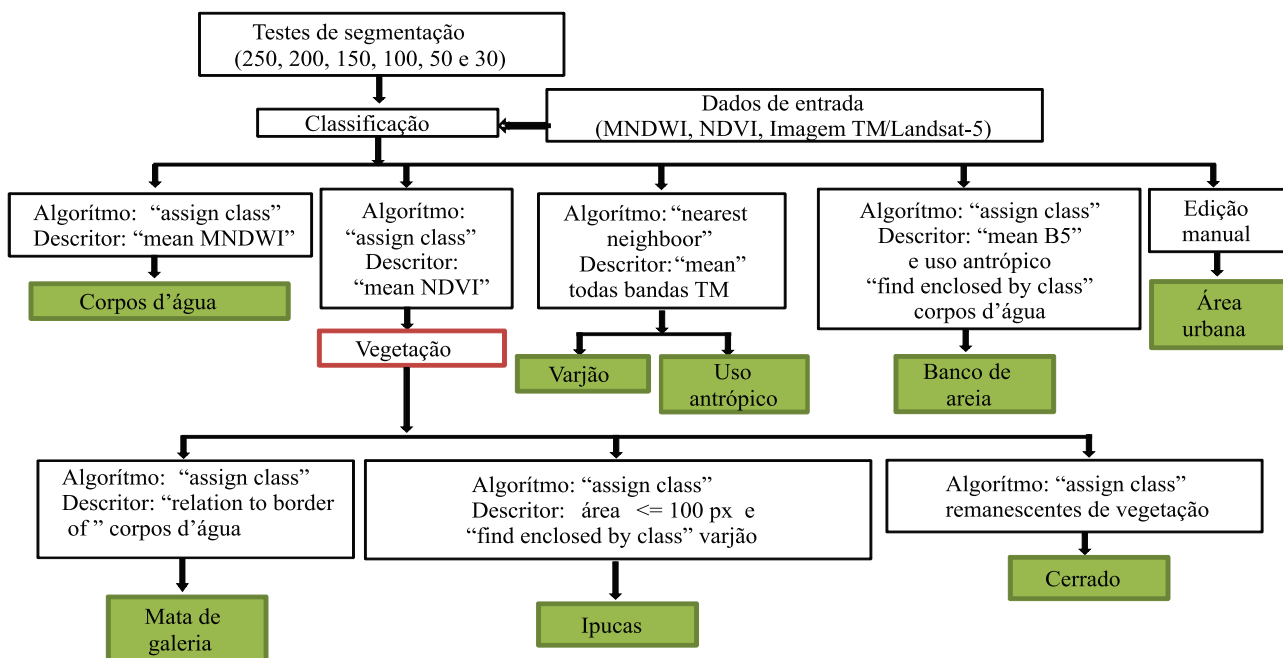 Testes de segmentação
(250, 200, 150, 100, 50 e 30)
Classificação
Dados de entrada
(MNDWI, NDVI, Imagem TM/Landsat-5)
Algorítmo: “assign class”
Descritor: “mean MNDWI”
Corpos d’água
Algorítmo:
“assign class”
Descritor:
“mean NDVI”
Vegetação
Algorítmo: “nearest
neighboor”
Descritor: “mean”
todas bandas TM
Varjão
Uso
antrópico
Algorítmo: “assign class”
Descritor: “mean B5”
e uso antrópico
“find enclosed by class”
corpos d’água
Banco de
areia
Edição
manual
Área
urbana
Algorítmo: “assign class”
Descritor: “relation to border
of ” corpos d’água
Mata de
galeria
Algorítmo: “assign class”
Descritor: área <= 100 px e
“find enclosed by class” varjão
Ipucas
Algorítmo: “assign class”
remanescentes de vegetação
Cerrado